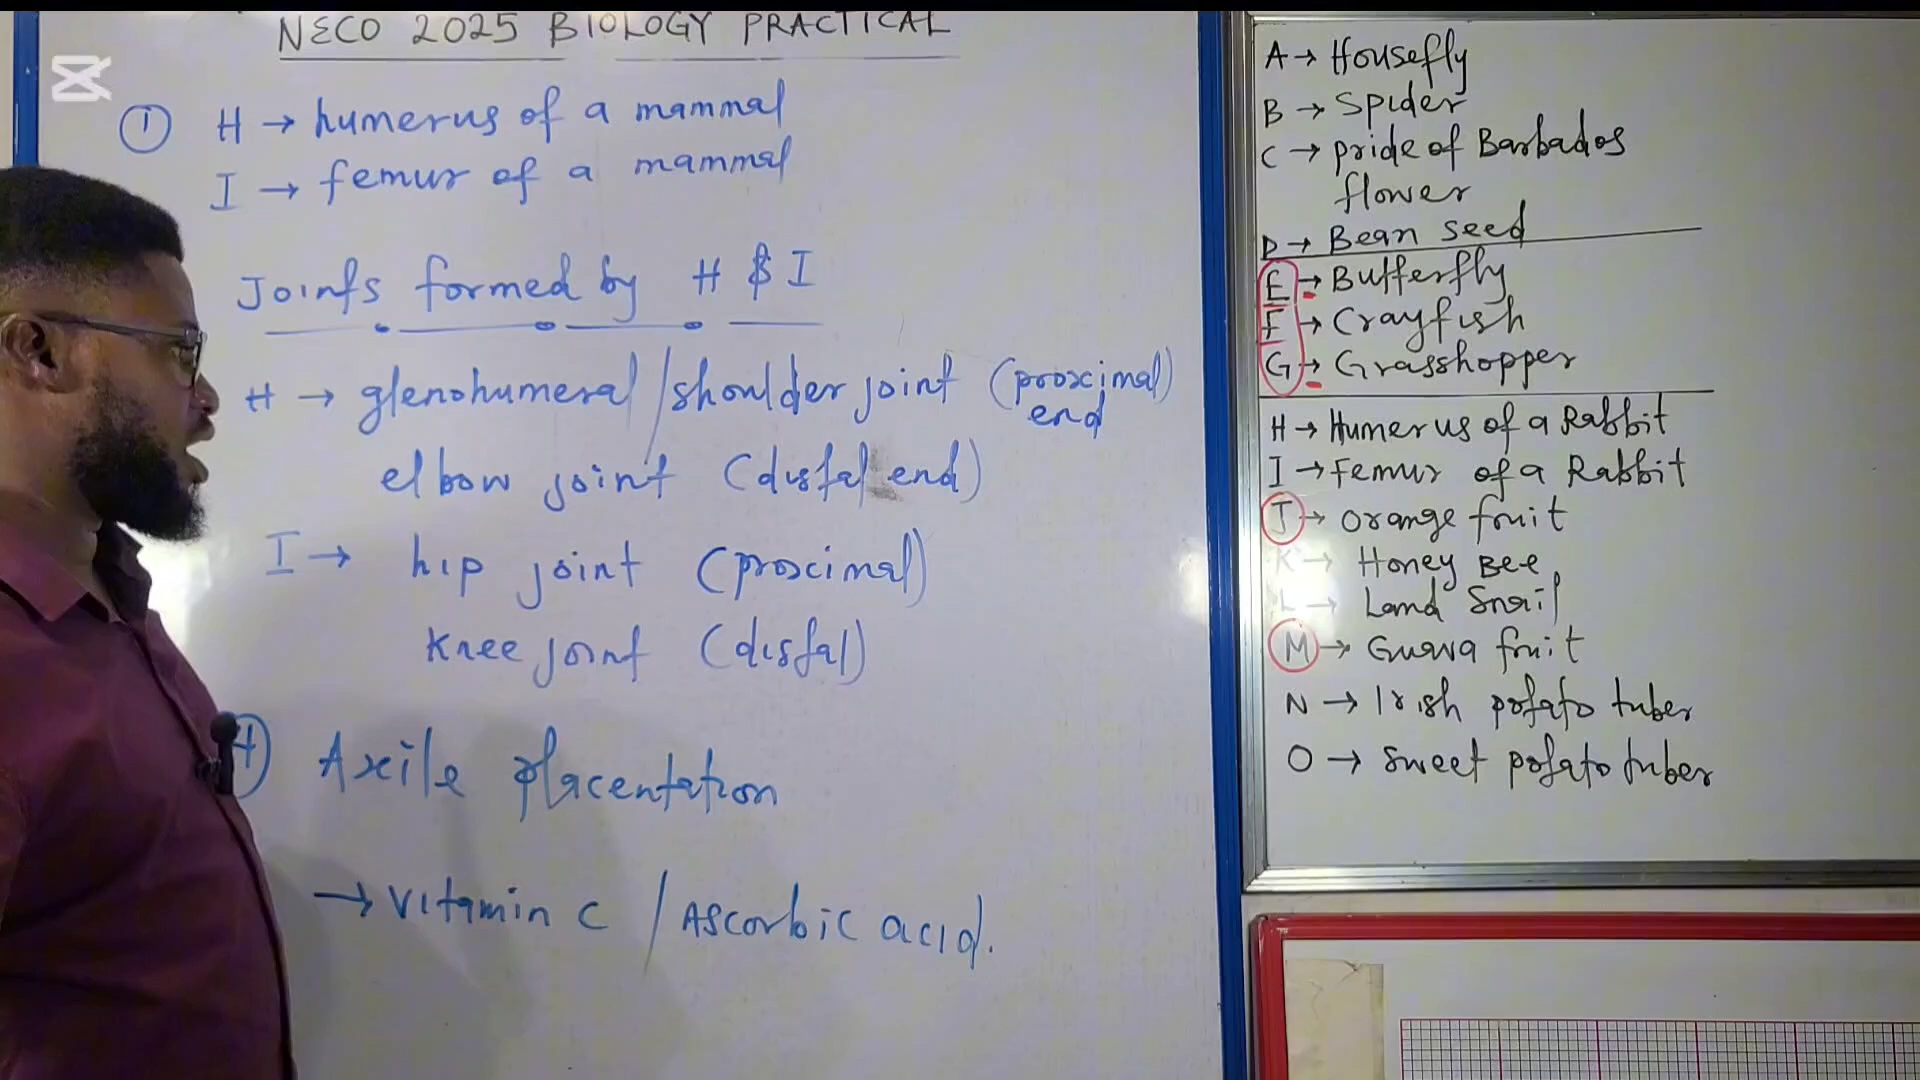 NECO 2025 BIOLOGY PRACTICAL
① H → humerus of a mammal
I → femur of a mammal
Joints formed by H & I
H → glenohumeral / shoulder joint (proximal) end
elbow joint (distal end)
I → hip joint (proximal)
Knee joint (distal)
4 Axile placentation
→ Vitamin C / Ascorbic acid.
A → Housefly
B → Spider
C → pride of Barbados
flower
D → Bean seed
E → Butterfly
F → Crayfish
G → Grasshopper
H → Humerus of a Rabbit
I → Femur of a Rabbit
J → Orange fruit
K → Honey Bee
L → Land Snail
M → Guava fruit
N → Irish potato tuber
O → Sweet potato tuber